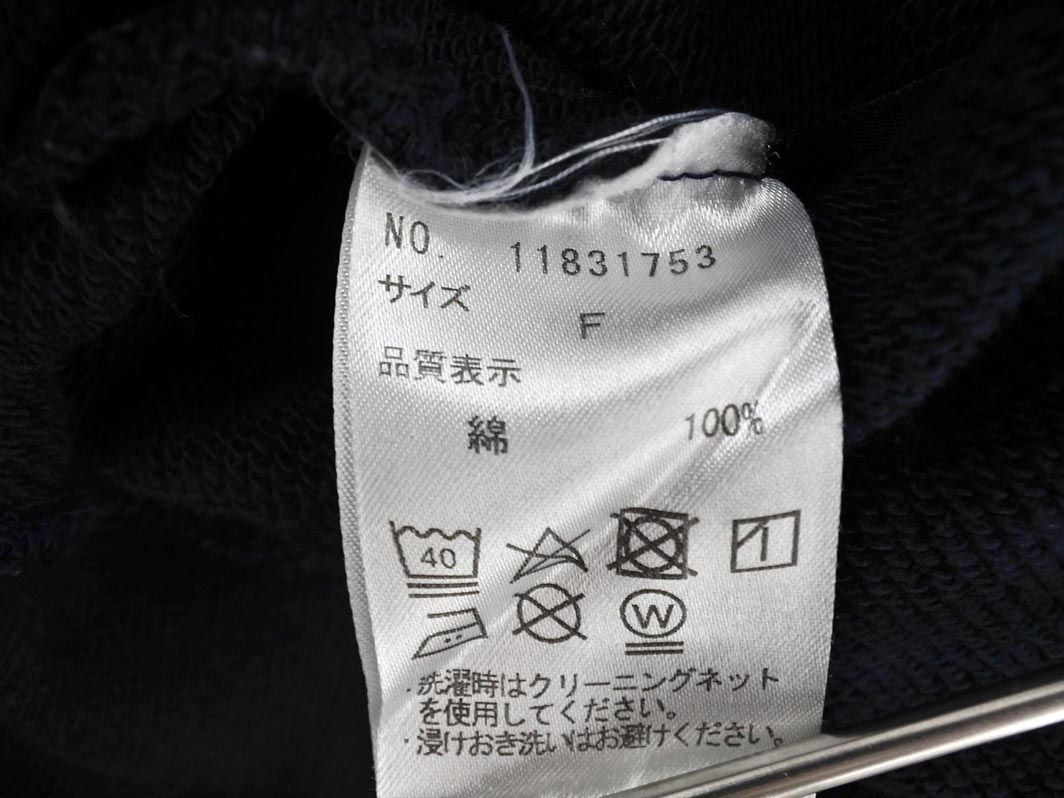 NO. 11831753
サイズ F
品質表示
綿 100%
40
W
・洗濯時はクリーニングネット
を使用してください。
・浸けおき洗いはお避けください。